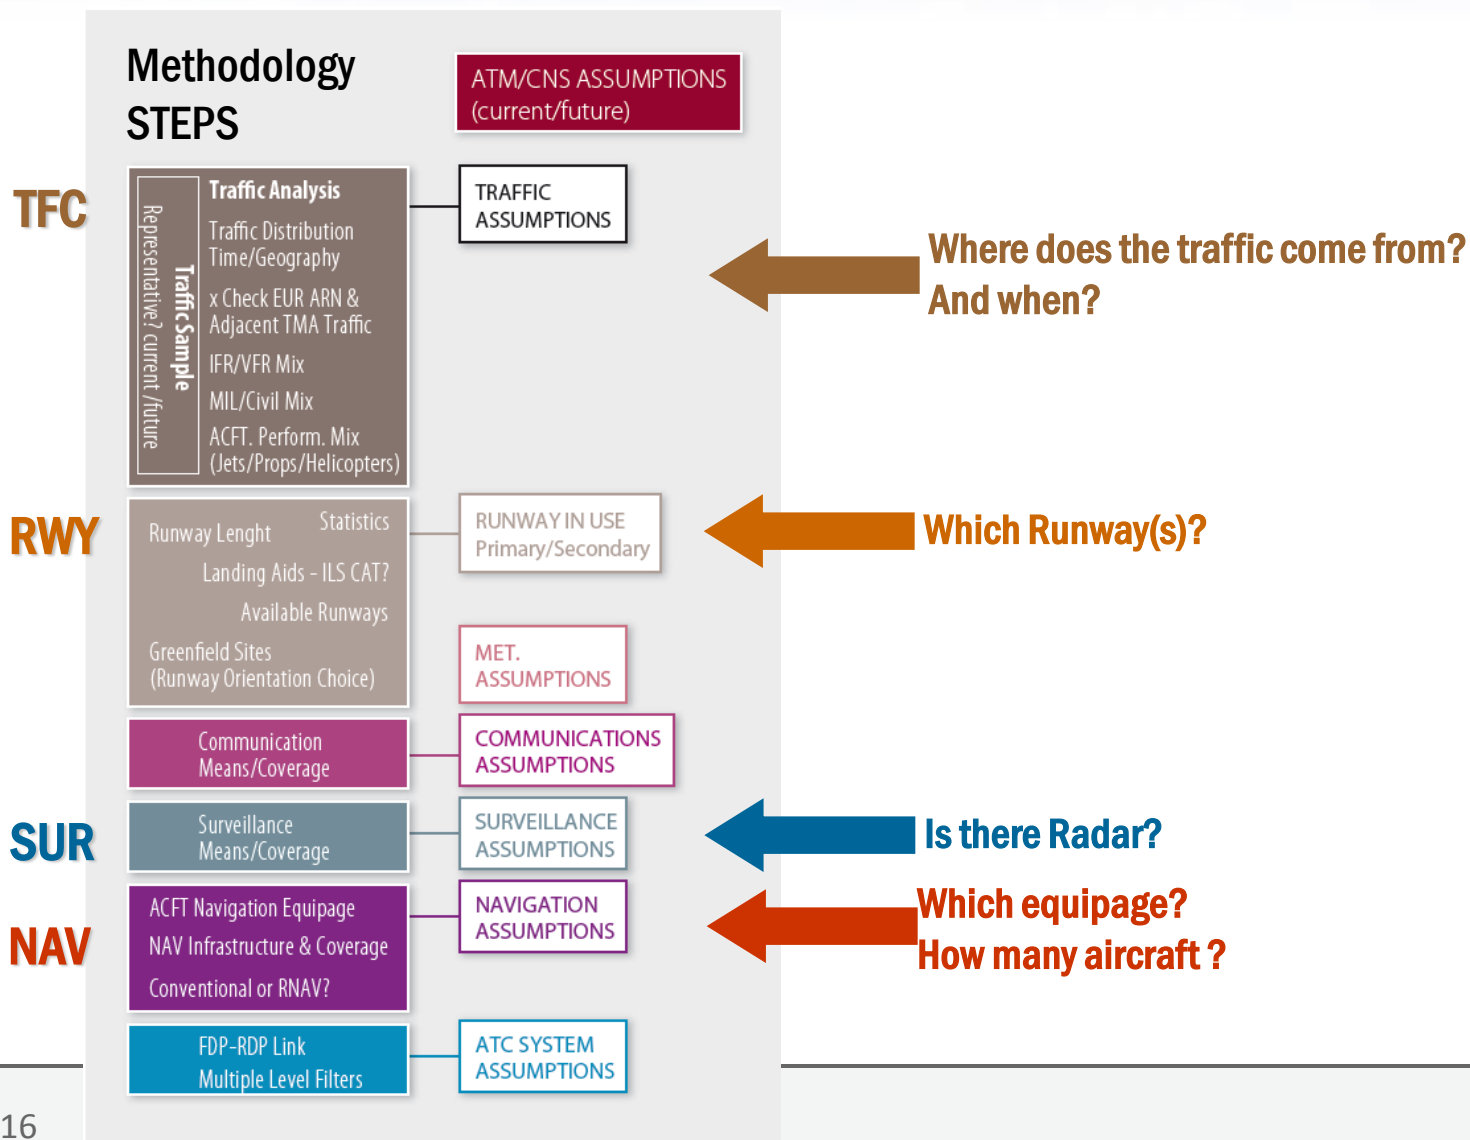 Methodology
STEPS
ATM/CNS ASSUMPTIONS
(current/future)
TFC
Representative? current /future
Traffic Sample
Traffic Analysis
Traffic Distribution
Time/Geography
x Check EUR ARN &
Adjacent TMA Traffic
IFR/VFR Mix
MIL/Civil Mix
ACFT. Perform. Mix
(Jets/Props/Helicopters)
TRAFFIC
ASSUMPTIONS
Where does the traffic come from?
And when?
RWY
Statistics
Runway Lenght
Landing Aids - ILS CAT?
Available Runways
Greenfield Sites
(Runway Orientation Choice)
RUNWAY IN USE
Primary/Secondary
Which Runway(s)?
MET.
ASSUMPTIONS
Communication
Means/Coverage
COMMUNICATIONS
ASSUMPTIONS
SUR
Surveillance
Means/Coverage
SURVEILLANCE
ASSUMPTIONS
Is there Radar?
NAV
ACFT Navigation Equipage
NAV Infrastructure & Coverage
Conventional or RNAV?
NAVIGATION
ASSUMPTIONS
Which equipage?
How many aircraft ?
FDP-RDP Link
Multiple Level Filters
ATC SYSTEM
ASSUMPTIONS
16